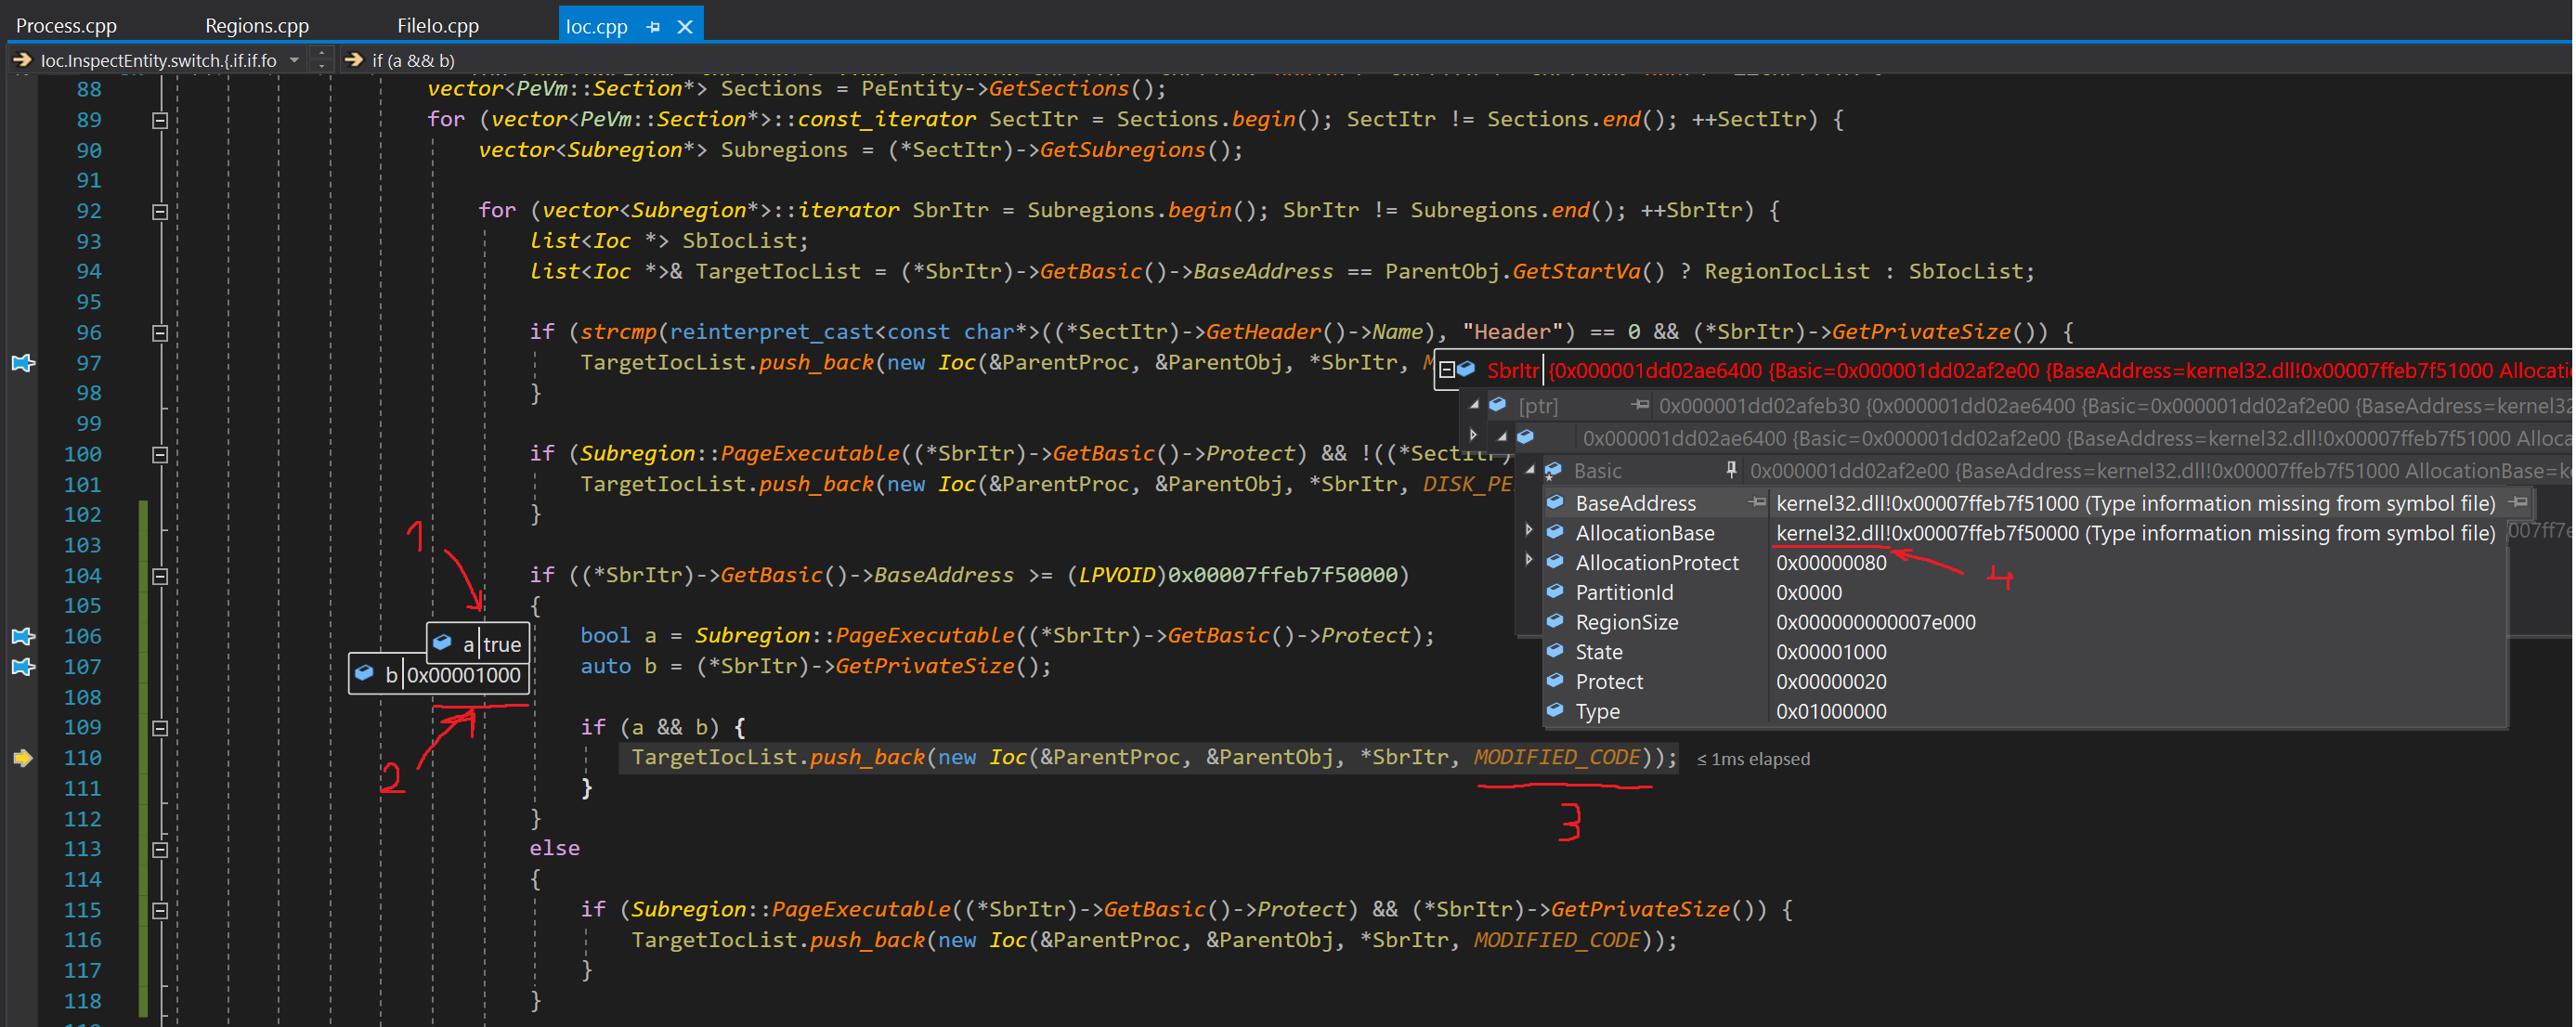 Process.cpp Regions.cpp FileIo.cpp Ioc.cpp
Ioc.InspectEntity.switch.{.if.if.fo if (a && b)
88 vector<PeVm::Section*> Sections = PeEntity->GetSections();
89 for (vector<PeVm::Section*>::const_iterator SectItr = Sections.begin(); SectItr != Sections.end(); ++SectItr) {
90 vector<Subregion*> Subregions = (*SectItr)->GetSubregions();
91
92 for (vector<Subregion*>::iterator SbrItr = Subregions.begin(); SbrItr != Subregions.end(); ++SbrItr) {
93 list<Ioc *> SbIocList;
94 list<Ioc *>& TargetIocList = (*SbrItr)->GetBasic()->BaseAddress == ParentObj.GetStartVa() ? RegionIocList : SbIocList;
95
96 if (strcmp(reinterpret_cast<const char*>((*SectItr)->GetHeader()->Name), "Header") == 0 && (*SbrItr)->GetPrivateSize()) {
97 TargetIocList.push_back(new Ioc(&ParentProc, &ParentObj, *SbrItr,
SbrItr {0x000001dd02ae6400 {Basic=0x000001dd02af2e00 {BaseAddress=kernel32.dll!0x00007ffeb7f51000 Allocati
98 }
[ptr] 0x000001dd02afeb30 {0x000001dd02ae6400 {Basic=0x000001dd02af2e00 {BaseAddress=kernel32
99
0x000001dd02ae6400 {Basic=0x000001dd02af2e00 {BaseAddress=kernel32.dll!0x00007ffeb7f51000 Alloc
100 if (Subregion::PageExecutable((*SbrItr)->GetBasic()->Protect) && !((*SectItr)
Basic 0x000001dd02af2e00 {BaseAddress=kernel32.dll!0x00007ffeb7f51000 AllocationBase=ke
101 TargetIocList.push_back(new Ioc(&ParentProc, &ParentObj, *SbrItr, DISK_PE
BaseAddress kernel32.dll!0x00007ffeb7f51000 (Type information missing from symbol file)
102 }
AllocationBase kernel32.dll!0x00007ffeb7f50000 (Type information missing from symbol file) 007ff7e
103
1
AllocationProtect 0x00000080
4
104 if ((*SbrItr)->GetBasic()->BaseAddress >= (LPVOID)0x00007ffeb7f50000)
PartitionId 0x0000
105 {
RegionSize 0x000000000007e000
106 bool a = Subregion::PageExecutable((*SbrItr)->GetBasic()->Protect);
a true
State 0x00001000
107 auto b = (*SbrItr)->GetPrivateSize();
b 0x00001000
Protect 0x00000020
108
Type 0x01000000
109 if (a && b) {
110 TargetIocList.push_back(new Ioc(&ParentProc, &ParentObj, *SbrItr, MODIFIED_CODE)); ≤ 1ms elapsed
2
111 }
3
112 }
113 else
114 {
115 if (Subregion::PageExecutable((*SbrItr)->GetBasic()->Protect) && (*SbrItr)->GetPrivateSize()) {
116 TargetIocList.push_back(new Ioc(&ParentProc, &ParentObj, *SbrItr, MODIFIED_CODE));
117 }
118 }